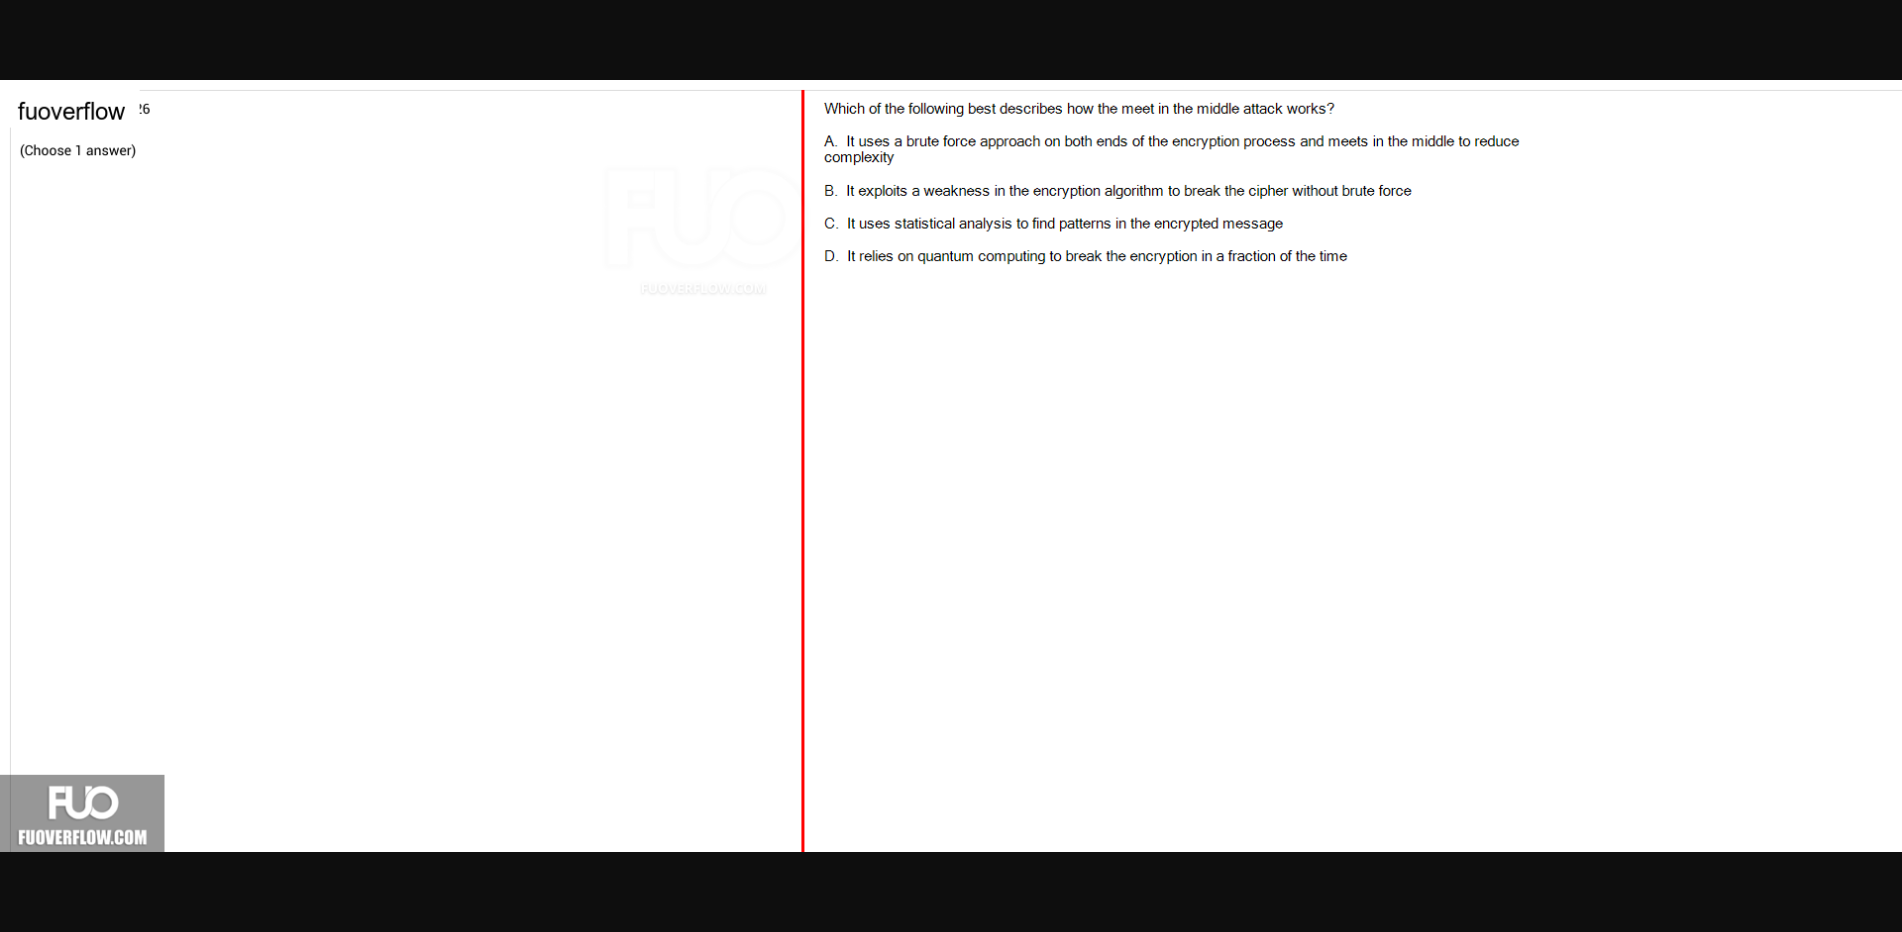 fuoverflow
26
(Choose 1 answer)
FUO
FUOVERFLOW.COM
Which of the following best describes how the meet in the middle attack works?
A. It uses a brute force approach on both ends of the encryption process and meets in the middle to reduce
complexity
B. It exploits a weakness in the encryption algorithm to break the cipher without brute force
C. It uses statistical analysis to find patterns in the encrypted message
D. It relies on quantum computing to break the encryption in a fraction of the time
FUO
FUOVERFLOW.COM